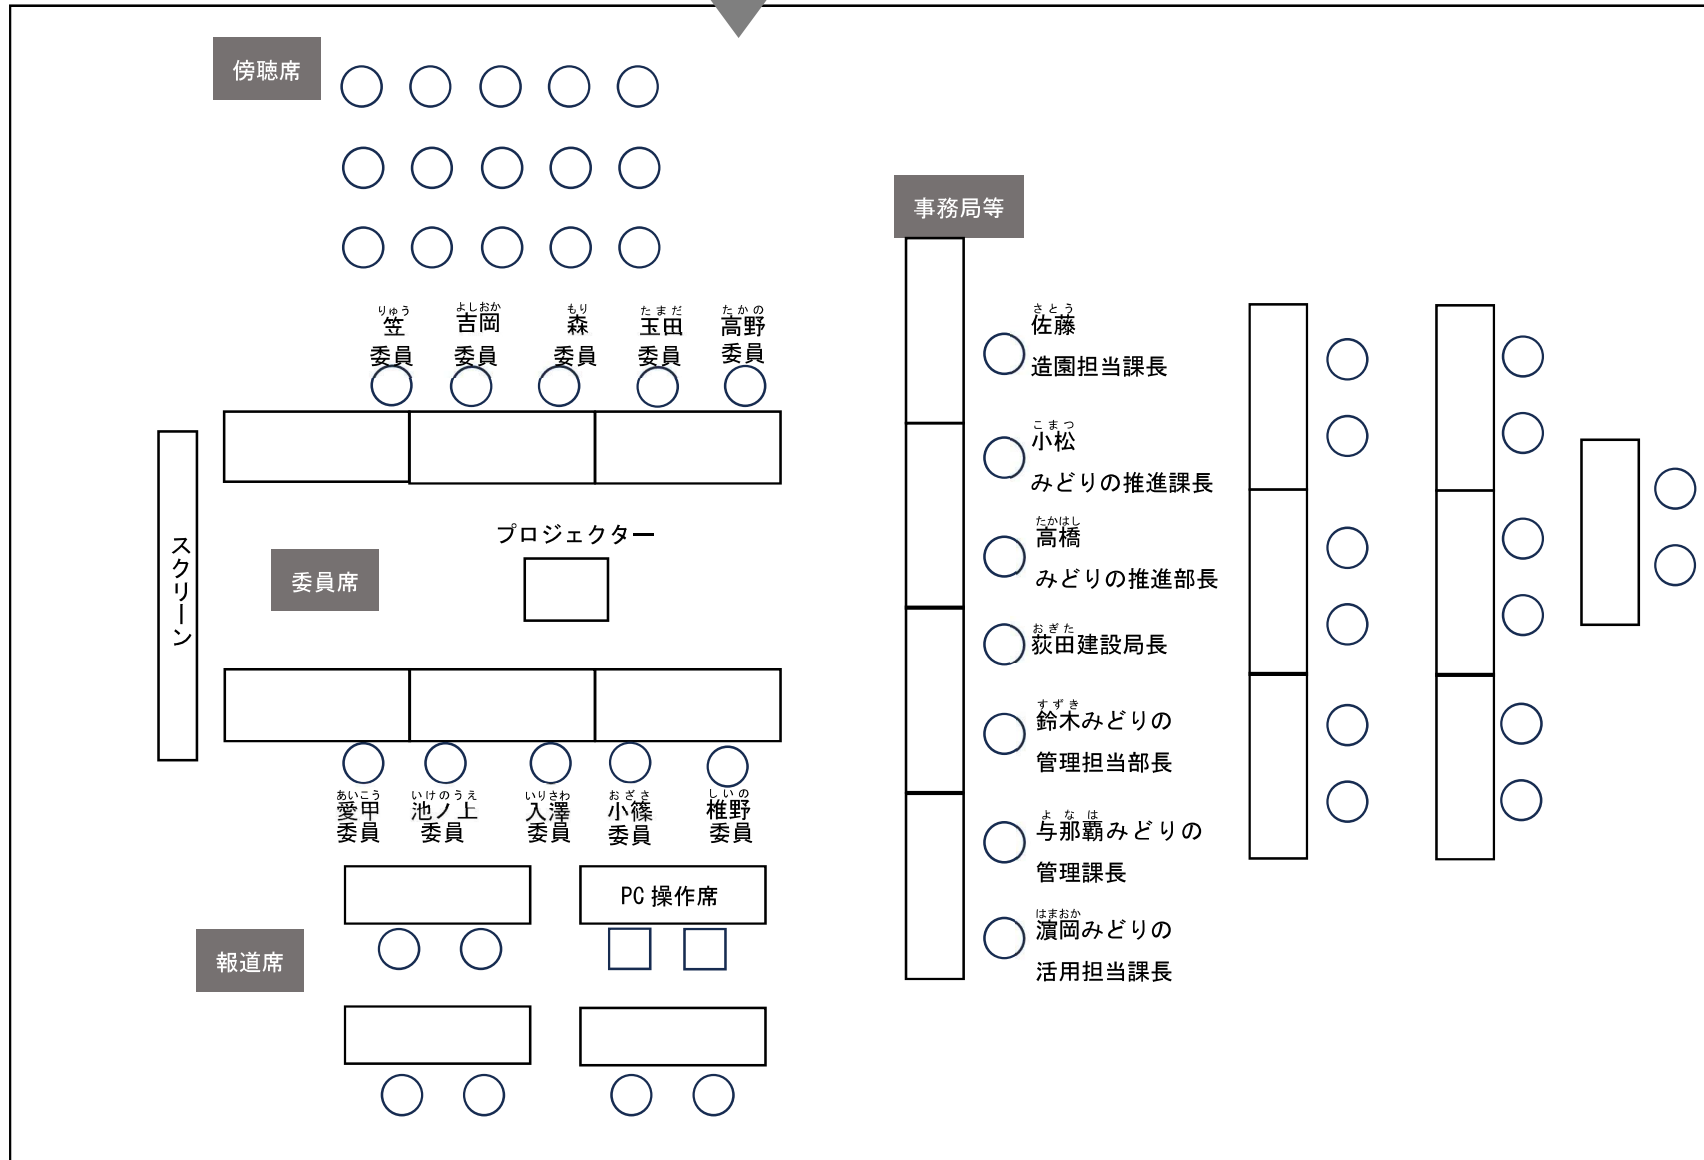 傍聴席
事務局等
りゅう
笠
委員
よしおか
吉岡
委員
もり
森
委員
たまだ
玉田
委員
たかの
高野
委員
スクリーン
委員席
プロジェクター
あいこう
愛甲
委員
いけのうえ
池ノ上
委員
いりさわ
入澤
委員
おざさ
小篠
委員
しいの
椎野
委員
PC 操作席
報道席
さとう
佐藤
造園担当課長
こまつ
小松
みどりの推進課長
たかはし
高橋
みどりの推進部長
おぎた
荻田建設局長
すずき
鈴木みどりの
管理担当部長
よなは
与那覇みどりの
管理課長
はまおか
濵岡みどりの
活用担当課長